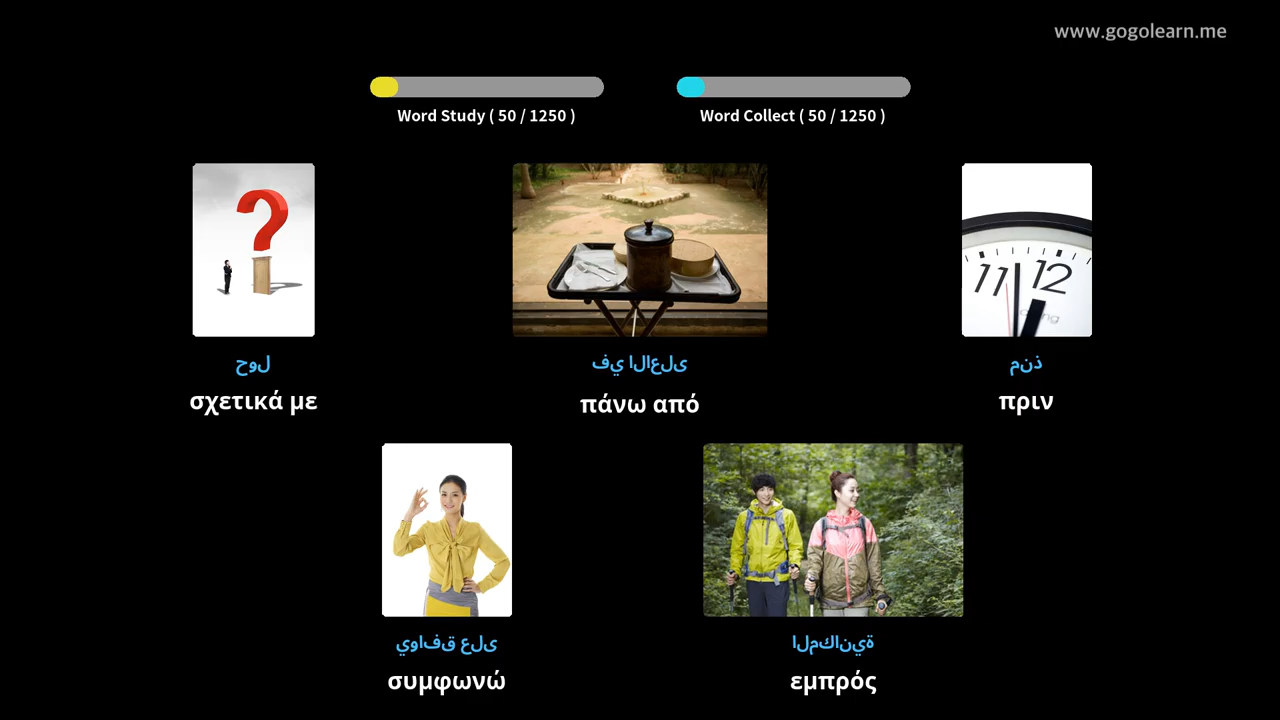 www.gogolearn.me
Word Study ( 50 / 1250 )
Word Collect ( 50 / 1250 )
حول
في الاعلى
منذ
σχετικά με
πάνω από
πριν
يوافق على
المكانية
συμφωνώ
εμπρός